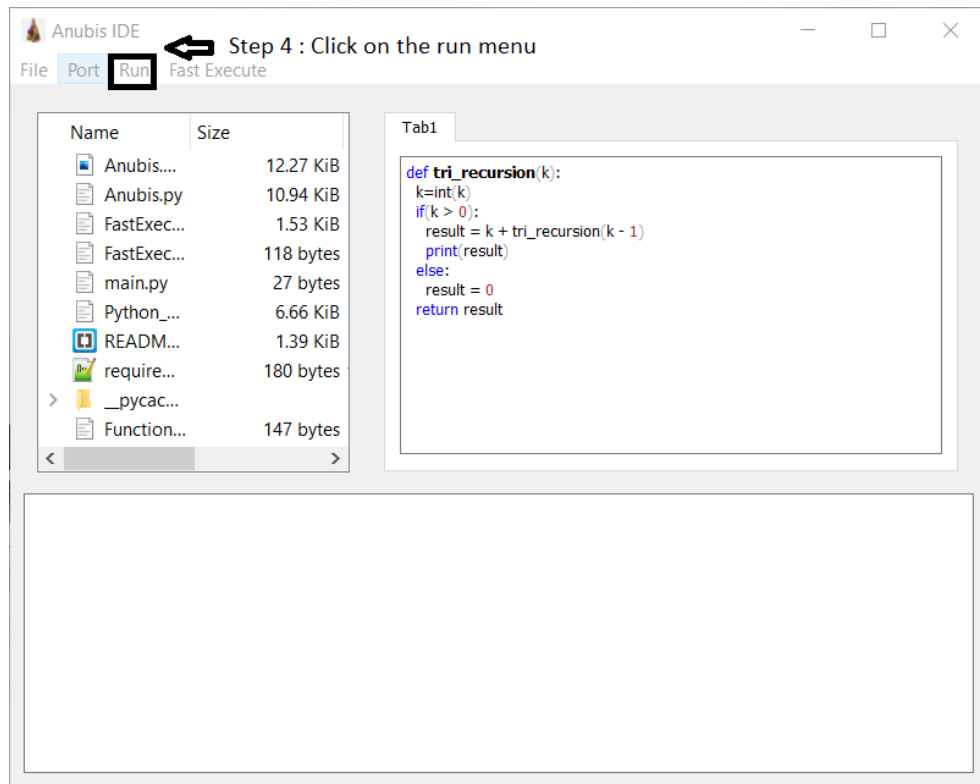 Anubis IDE
Step 4 : Click on the run menu
File Port Run Fast Execute
Name Size
Anubis.... 12.27 KiB
Anubis.py 10.94 KiB
FastExec... 1.53 KiB
FastExec... 118 bytes
main.py 27 bytes
Python_... 6.66 KiB
READM... 1.39 KiB
require... 180 bytes
__pycac...
Function... 147 bytes
Tab1
def tri_recursion(k):
k=int(k)
if(k > 0):
result = k + tri_recursion(k - 1)
print(result)
else:
result = 0
return result